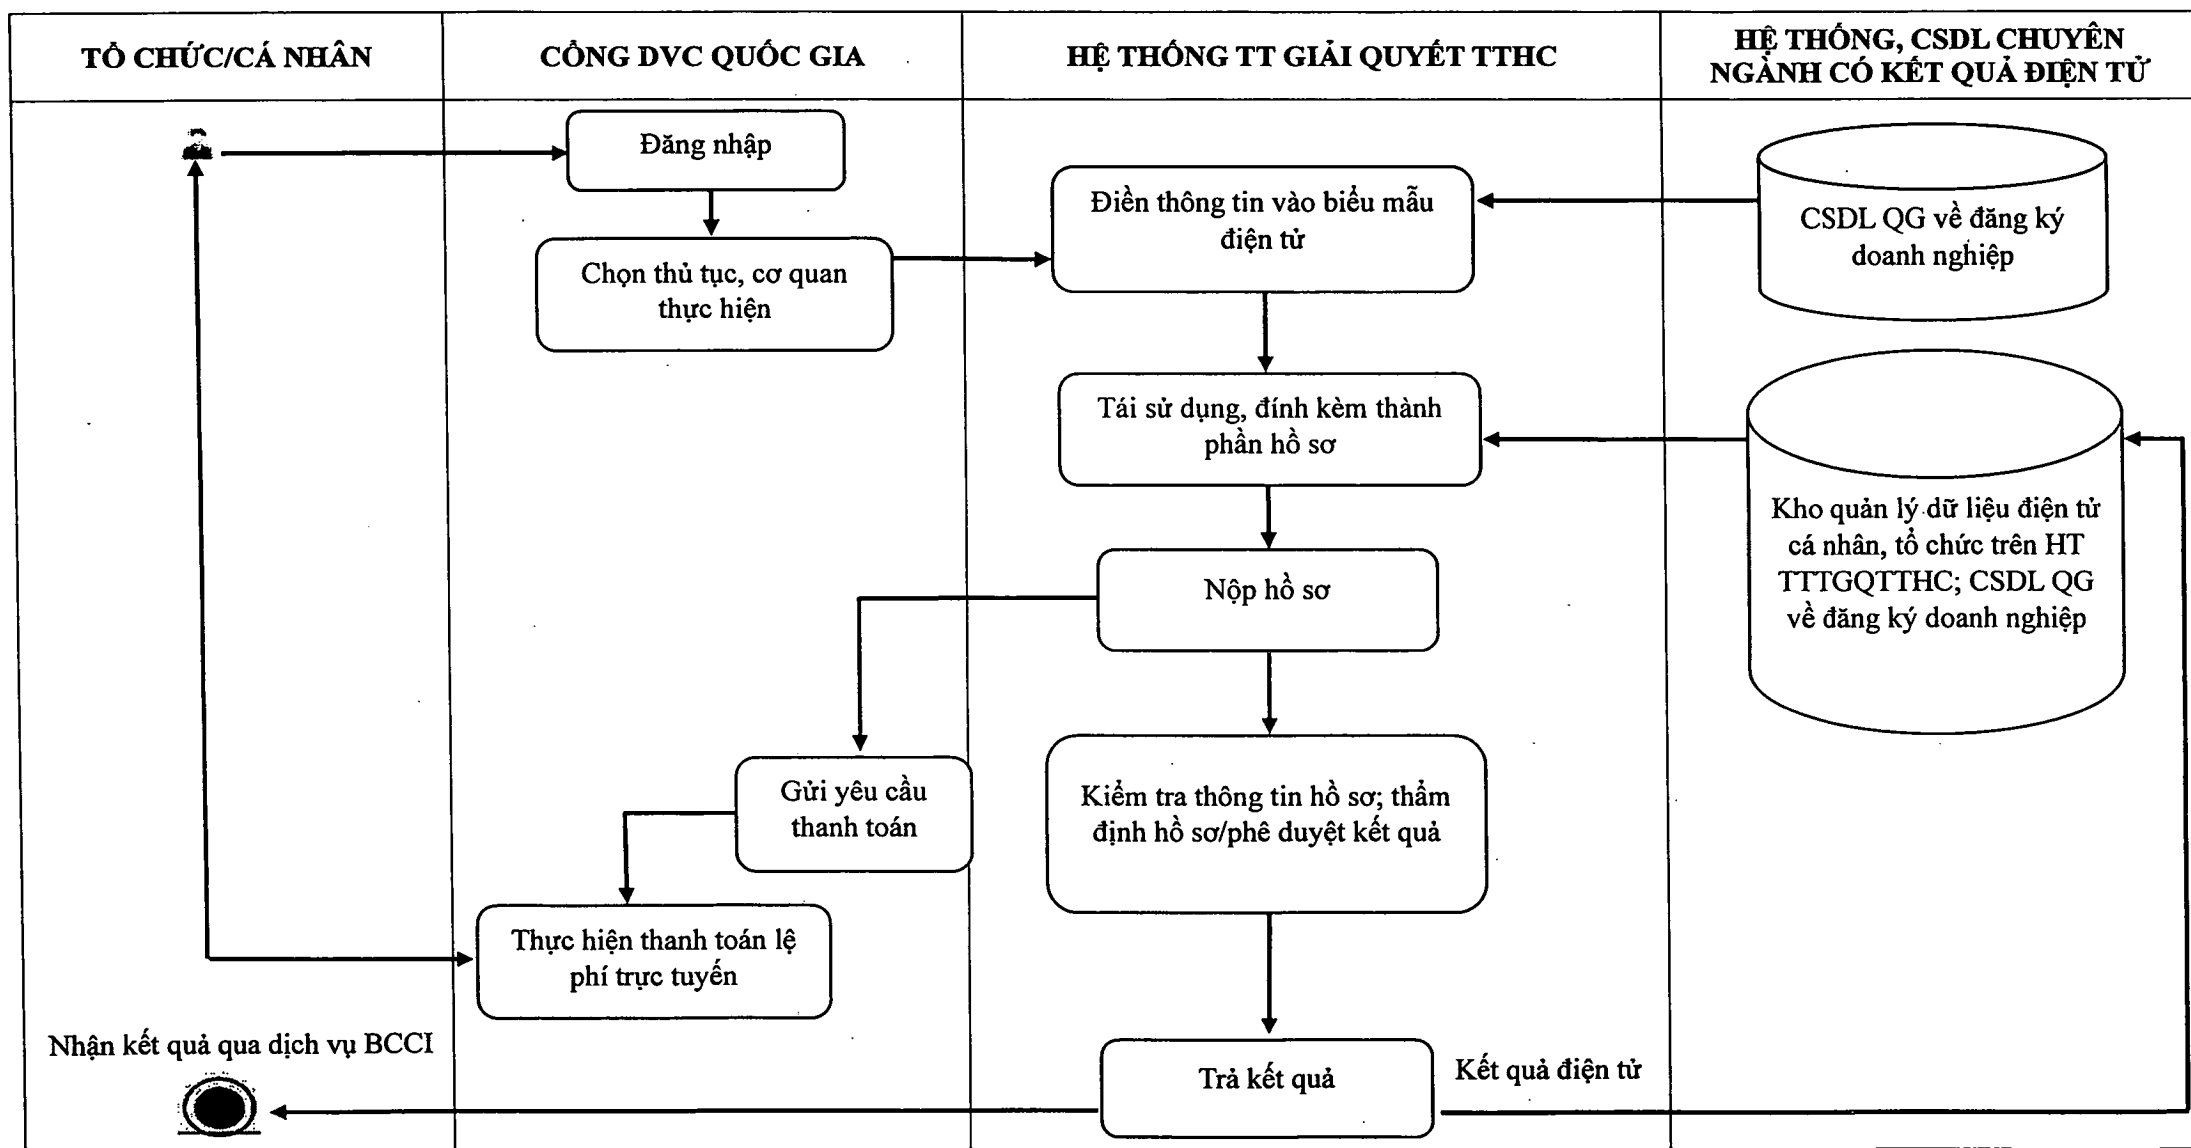 TỔ CHỨC/CÁ NHÂN
CỔNG DVC QUỐC GIA
HỆ THỐNG TT GIẢI QUYẾT TTHC
HỆ THỐNG, CSDL CHUYÊN
NGÀNH CÓ KẾT QUẢ ĐIỆN TỬ
Đăng nhập
Điền thông tin vào biểu mẫu
điện tử
CSDL QG về đăng ký
doanh nghiệp
Chọn thủ tục, cơ quan
thực hiện
Tái sử dụng, đính kèm thành
phần hồ sơ
Kho quản lý dữ liệu điện tử
cá nhân, tổ chức trên HT
TTTGQTTHC; CSDL QG
về đăng ký doanh nghiệp
Nộp hồ sơ
Gửi yêu cầu
thanh toán
Kiểm tra thông tin hồ sơ; thẩm
định hồ sơ/phê duyệt kết quả
Thực hiện thanh toán lệ
phí trực tuyến
Nhận kết quả qua dịch vụ BCCI
Trả kết quả
Kết quả điện tử